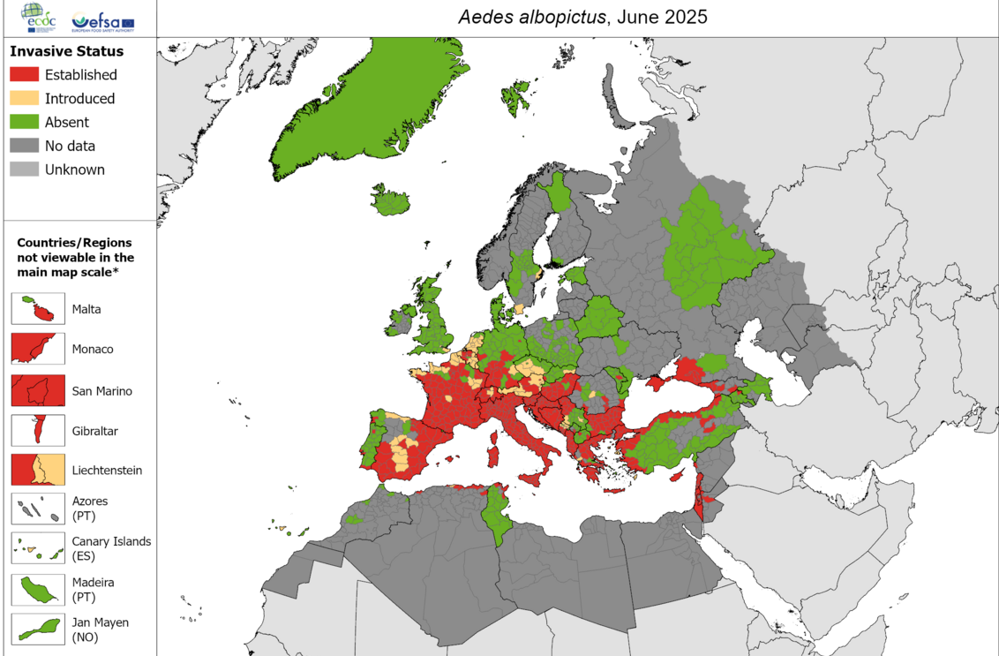 ecdc
efsa
EUROPEAN FOOD SAFETY AUTHORITY
Aedes albopictus, June 2025
Invasive Status
Established
Introduced
Absent
No data
Unknown
Countries/Regions
not viewable in the
main map scale*
Malta
Monaco
San Marino
Gibraltar
Liechtenstein
Azores
(PT)
Canary Islands
(ES)
Madeira
(PT)
Jan Mayen
(NO)